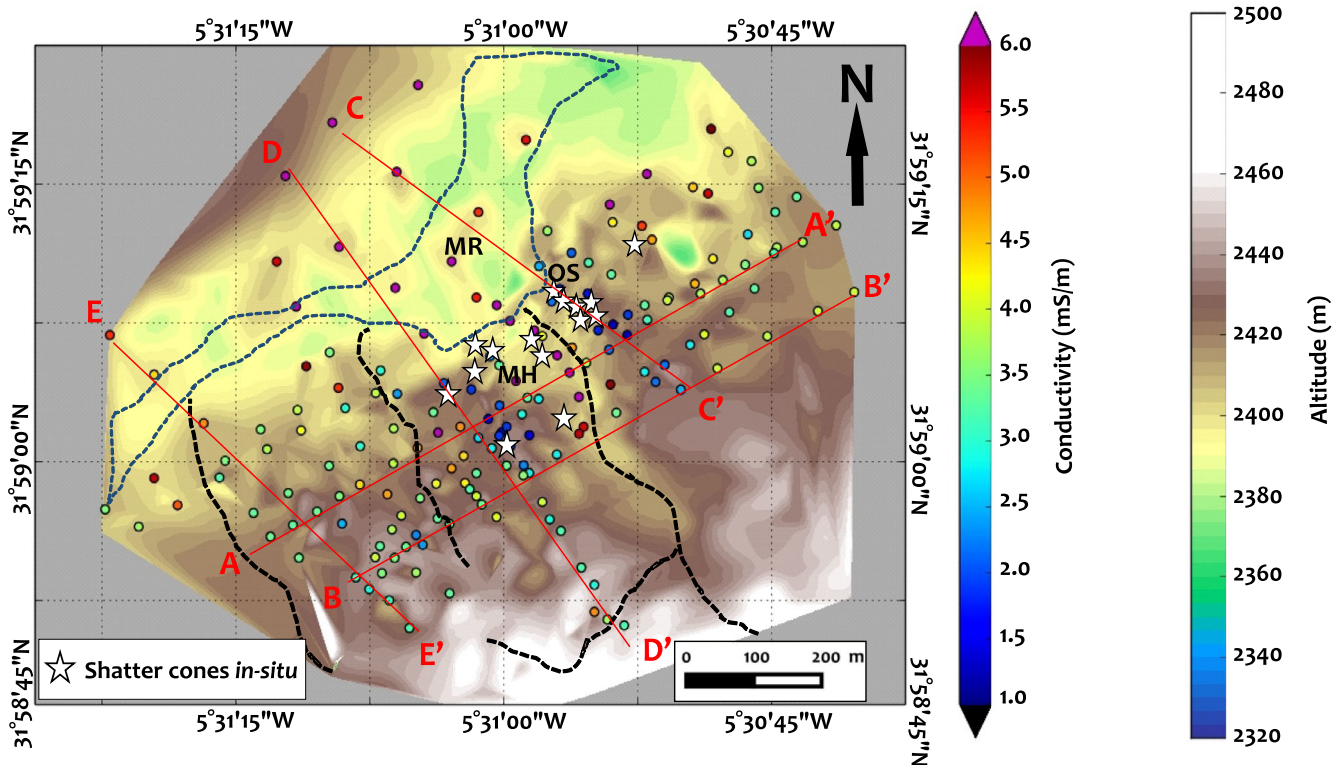 5°31'15"W 5°31'00"W 5°30'45"W
31°59'15"N
31°59'00"N
31°58'45"N
31°59'15"N
31°59'00"N
31°58'45"N
5°31'15"W 5°31'00"W 5°30'45"W
N
C
D
E
A'
B'
C'
A
B
E'
D'
MR
OS
MH
Shatter cones in-situ
0 100 200 m
6.0
5.5
5.0
4.5
4.0
3.5
3.0
2.5
2.0
1.5
1.0
Conductivity (mS/m)
2500
2480
2460
2440
2420
2400
2380
2360
2340
2320
Altitude (m)